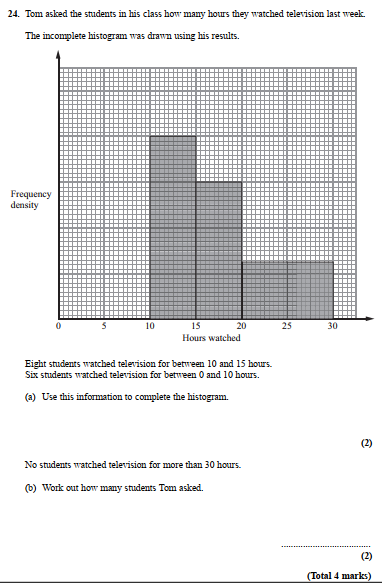 24. Tom asked the students in his class how many hours they watched television last week.
The incomplete histogram was drawn using his results.
Frequency
density
0 5 10 15 20 25 30
Hours watched
Eight students watched television for between 10 and 15 hours.
Six students watched television for between 0 and 10 hours.
(a) Use this information to complete the histogram.
(2)
No students watched television for more than 30 hours.
(b) Work out how many students Tom asked.
.....................................
(2)
(Total 4 marks)